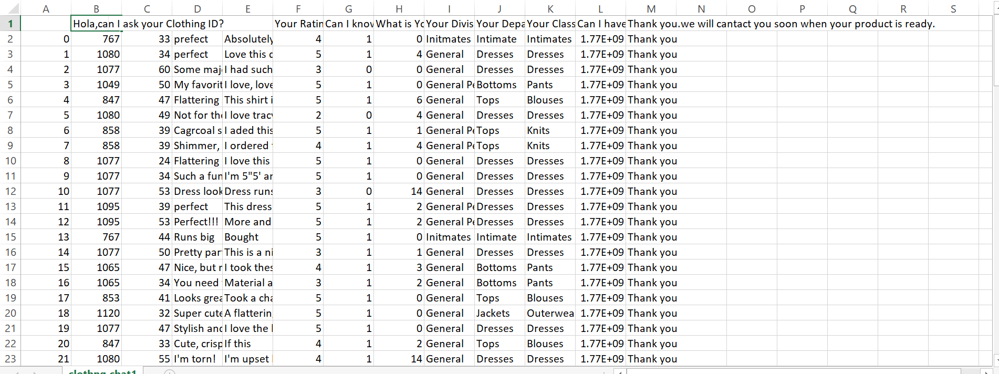 A B C D E F G H I J K L M N O P Q R S
1 Hola,can I ask your Clothing ID? Your Ratin Can I knov What is Yo Your Divis Your Depa Your Class Can I have Thank you.we will cantact you soon when your product is ready.
2 0 767 33 prefect Absolutely 4 1 0 Initmates Intimate Intimates 1.77E+09 Thank you
3 1 1080 34 perfect Love this d 5 1 4 General Dresses Dresses 1.77E+09 Thank you
4 2 1077 60 Some majo I had such 3 0 0 General Dresses Dresses 1.77E+09 Thank you
5 3 1049 50 My favorit I love, love 5 1 0 General Pe Bottoms Pants 1.77E+09 Thank you
6 4 847 47 Flattering This shirt i 5 1 6 General Tops Blouses 1.77E+09 Thank you
7 5 1080 49 Not for the I love tracy 2 0 4 General Dresses Dresses 1.77E+09 Thank you
8 6 858 39 Cagrcoal s I aded this 5 1 1 General Pe Tops Knits 1.77E+09 Thank you
9 7 858 39 Shimmer, I ordered 4 1 4 General Pe Tops Knits 1.77E+09 Thank you
10 8 1077 24 Flattering I love this 5 1 0 General Dresses Dresses 1.77E+09 Thank you
11 9 1077 34 Such a fun I'm 5"5' an 5 1 0 General Dresses Dresses 1.77E+09 Thank you
12 10 1077 53 Dress look Dress runs 3 0 14 General Dresses Dresses 1.77E+09 Thank you
13 11 1095 39 perfect This dress 5 1 2 General Pe Dresses Dresses 1.77E+09 Thank you
14 12 1095 53 Perfect!!! More and 5 1 2 General Pe Dresses Dresses 1.77E+09 Thank you
15 13 767 44 Runs big Bought 5 1 0 Initmates Intimate Intimates 1.77E+09 Thank you
16 14 1077 50 Pretty par This is a ni 3 1 1 General Dresses Dresses 1.77E+09 Thank you
17 15 1065 47 Nice, but n I took thes 4 1 3 General Bottoms Pants 1.77E+09 Thank you
18 16 1065 34 You need Material a 3 1 2 General Bottoms Pants 1.77E+09 Thank you
19 17 853 41 Looks grea Took a cha 5 1 0 General Tops Blouses 1.77E+09 Thank you
20 18 1120 32 Super cute A flattering 5 1 0 General Jackets Outerwea 1.77E+09 Thank you
21 19 1077 47 Stylish and I love the 5 1 0 General Dresses Dresses 1.77E+09 Thank you
22 20 847 33 Cute, crisp If this 4 1 2 General Tops Blouses 1.77E+09 Thank you
23 21 1080 55 I'm torn! I'm upset 4 1 14 General Dresses Dresses 1.77E+09 Thank you
clothng-chat1